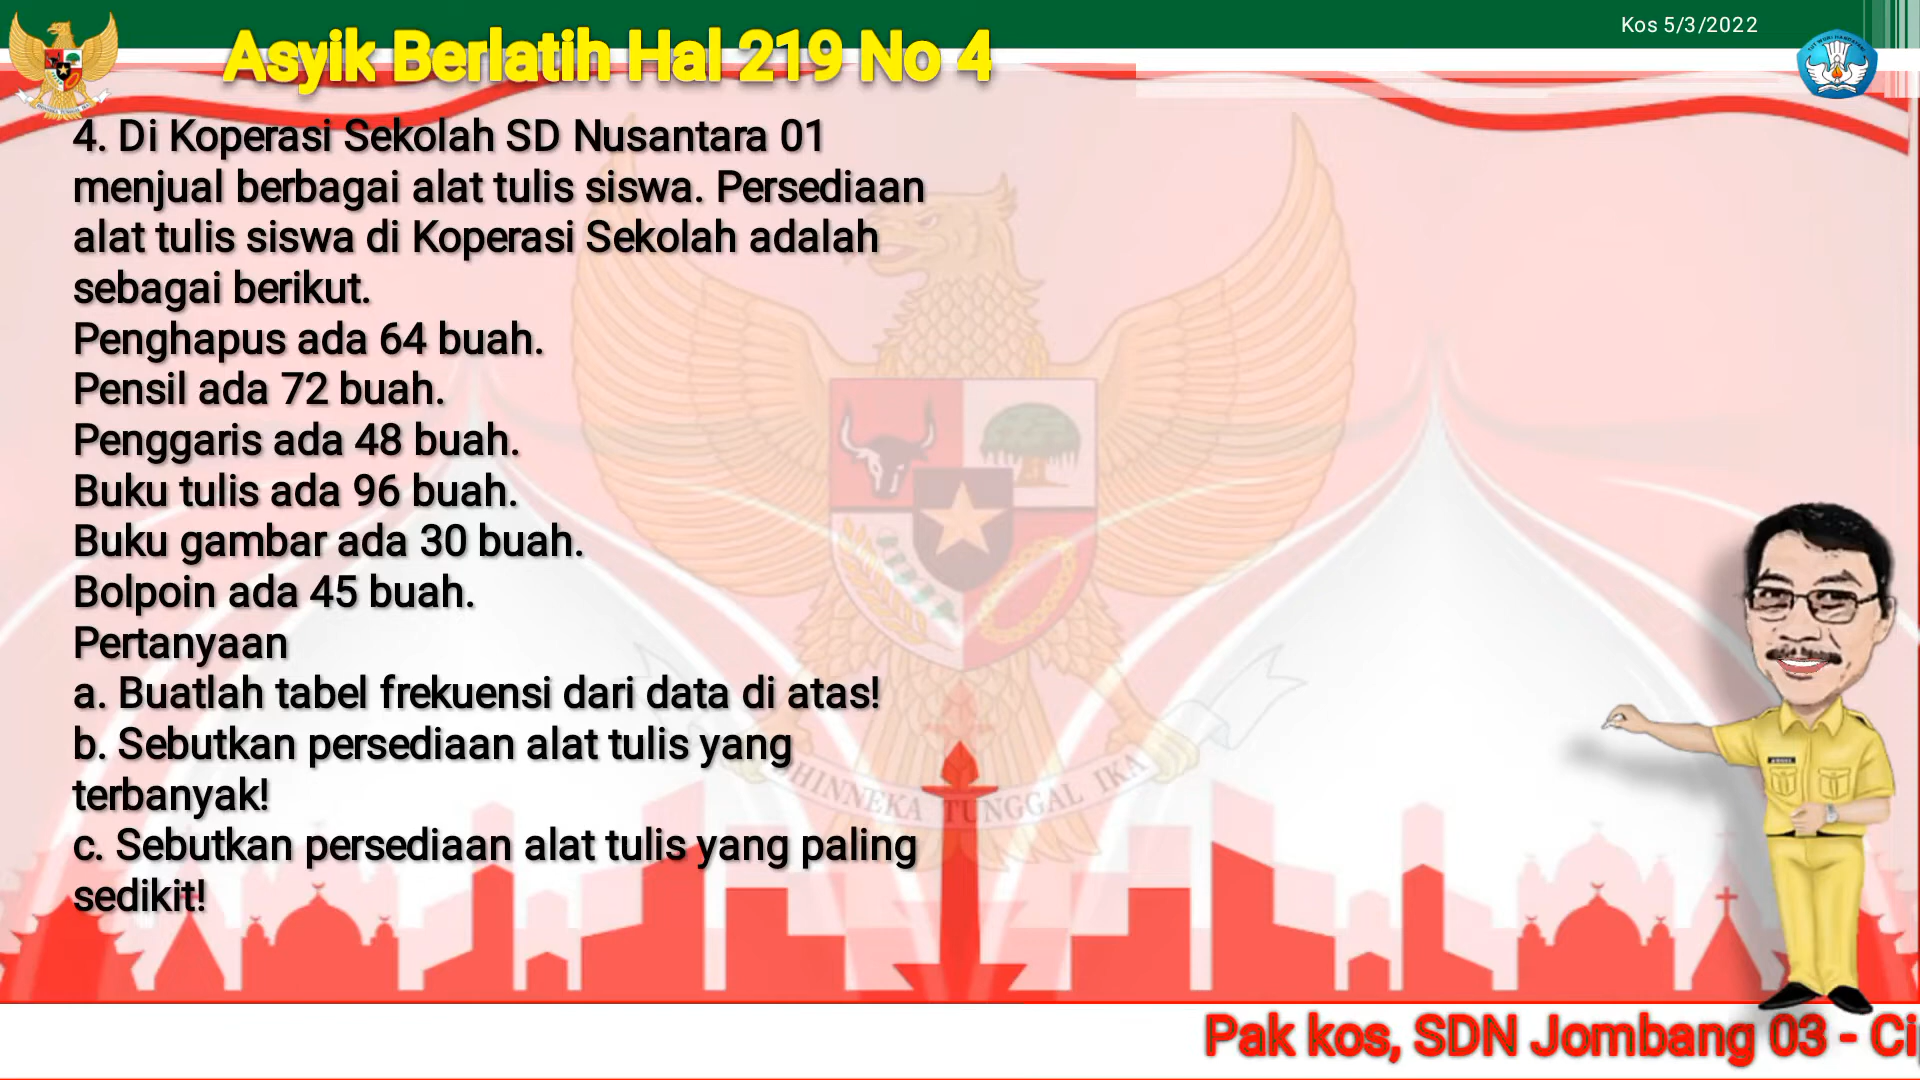 Kos 5/3/2022
Asyik Berlatih Hal 219 No 4
4. Di Koperasi Sekolah SD Nusantara 01
menjual berbagai alat tulis siswa. Persediaan
alat tulis siswa di Koperasi Sekolah adalah
sebagai berikut.
Penghapus ada 64 buah.
Pensil ada 72 buah.
Penggaris ada 48 buah.
Buku tulis ada 96 buah.
Buku gambar ada 30 buah.
Bolpoin ada 45 buah.
Pertanyaan
a. Buatlah tabel frekuensi dari data di atas!
b. Sebutkan persediaan alat tulis yang
terbanyak!
c. Sebutkan persediaan alat tulis yang paling
sedikit!
BHINNEKA TUNGGAL IKA
Pak kos, SDN Jombang 03 - Ci